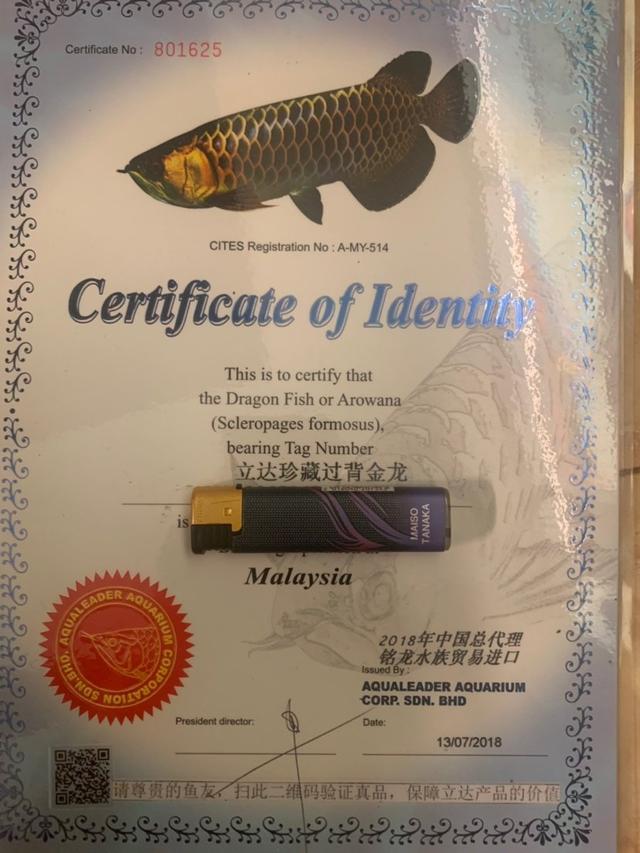 Certificate No : 801625
CITES Registration No : A-MY-514
Certificate of Identity
This is to certify that
the Dragon Fish or Arowana
(Scleropages formosus),
bearing Tag Number
立达珍藏过背金龙
MAISO
TANAKA
is
Malaysia
AQUALEADER AQUARIUM CORPORATION SDN.BHD.
2018年中国总代理
铭龙水族贸易进口
Issued By :
AQUALEADER AQUARIUM
CORP. SDN. BHD
President director:
Date:
13/07/2018
请尊贵的鱼友，扫此二维码验证真品，保障立达产品的价值